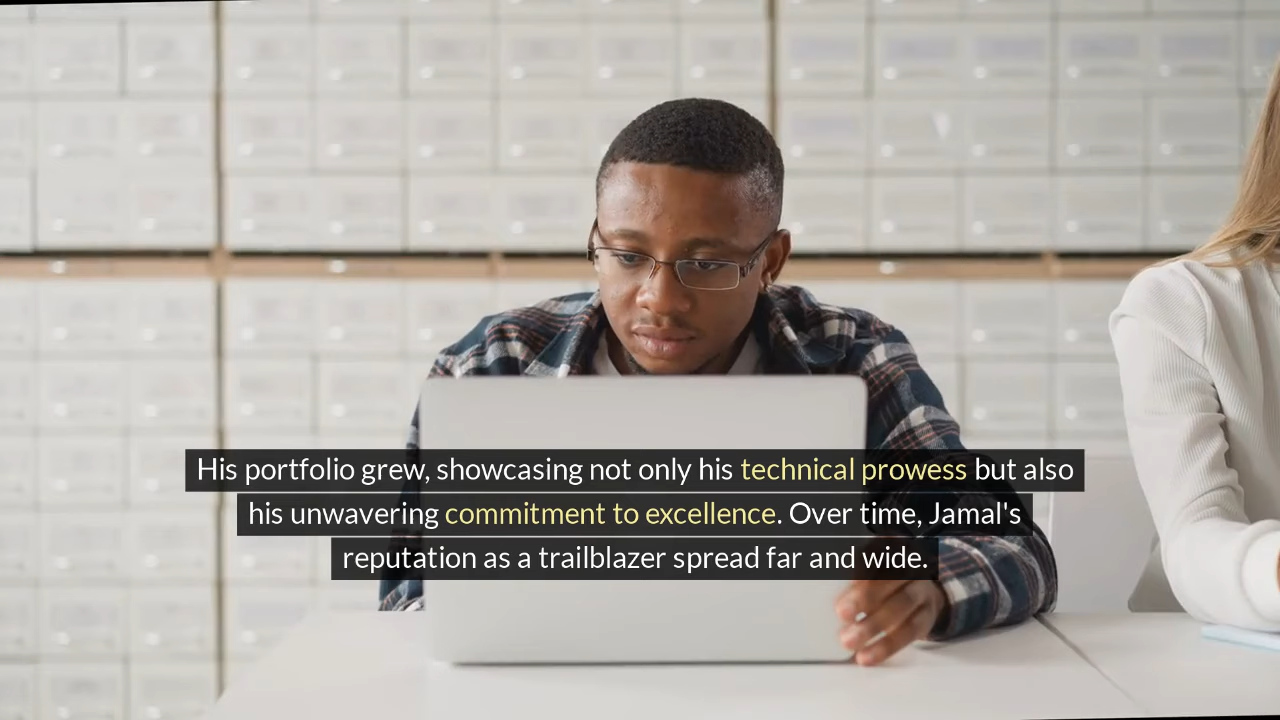 His portfolio grew, showcasing not only his technical prowess but also
his unwavering commitment to excellence. Over time, Jamal's
reputation as a trailblazer spread far and wide.